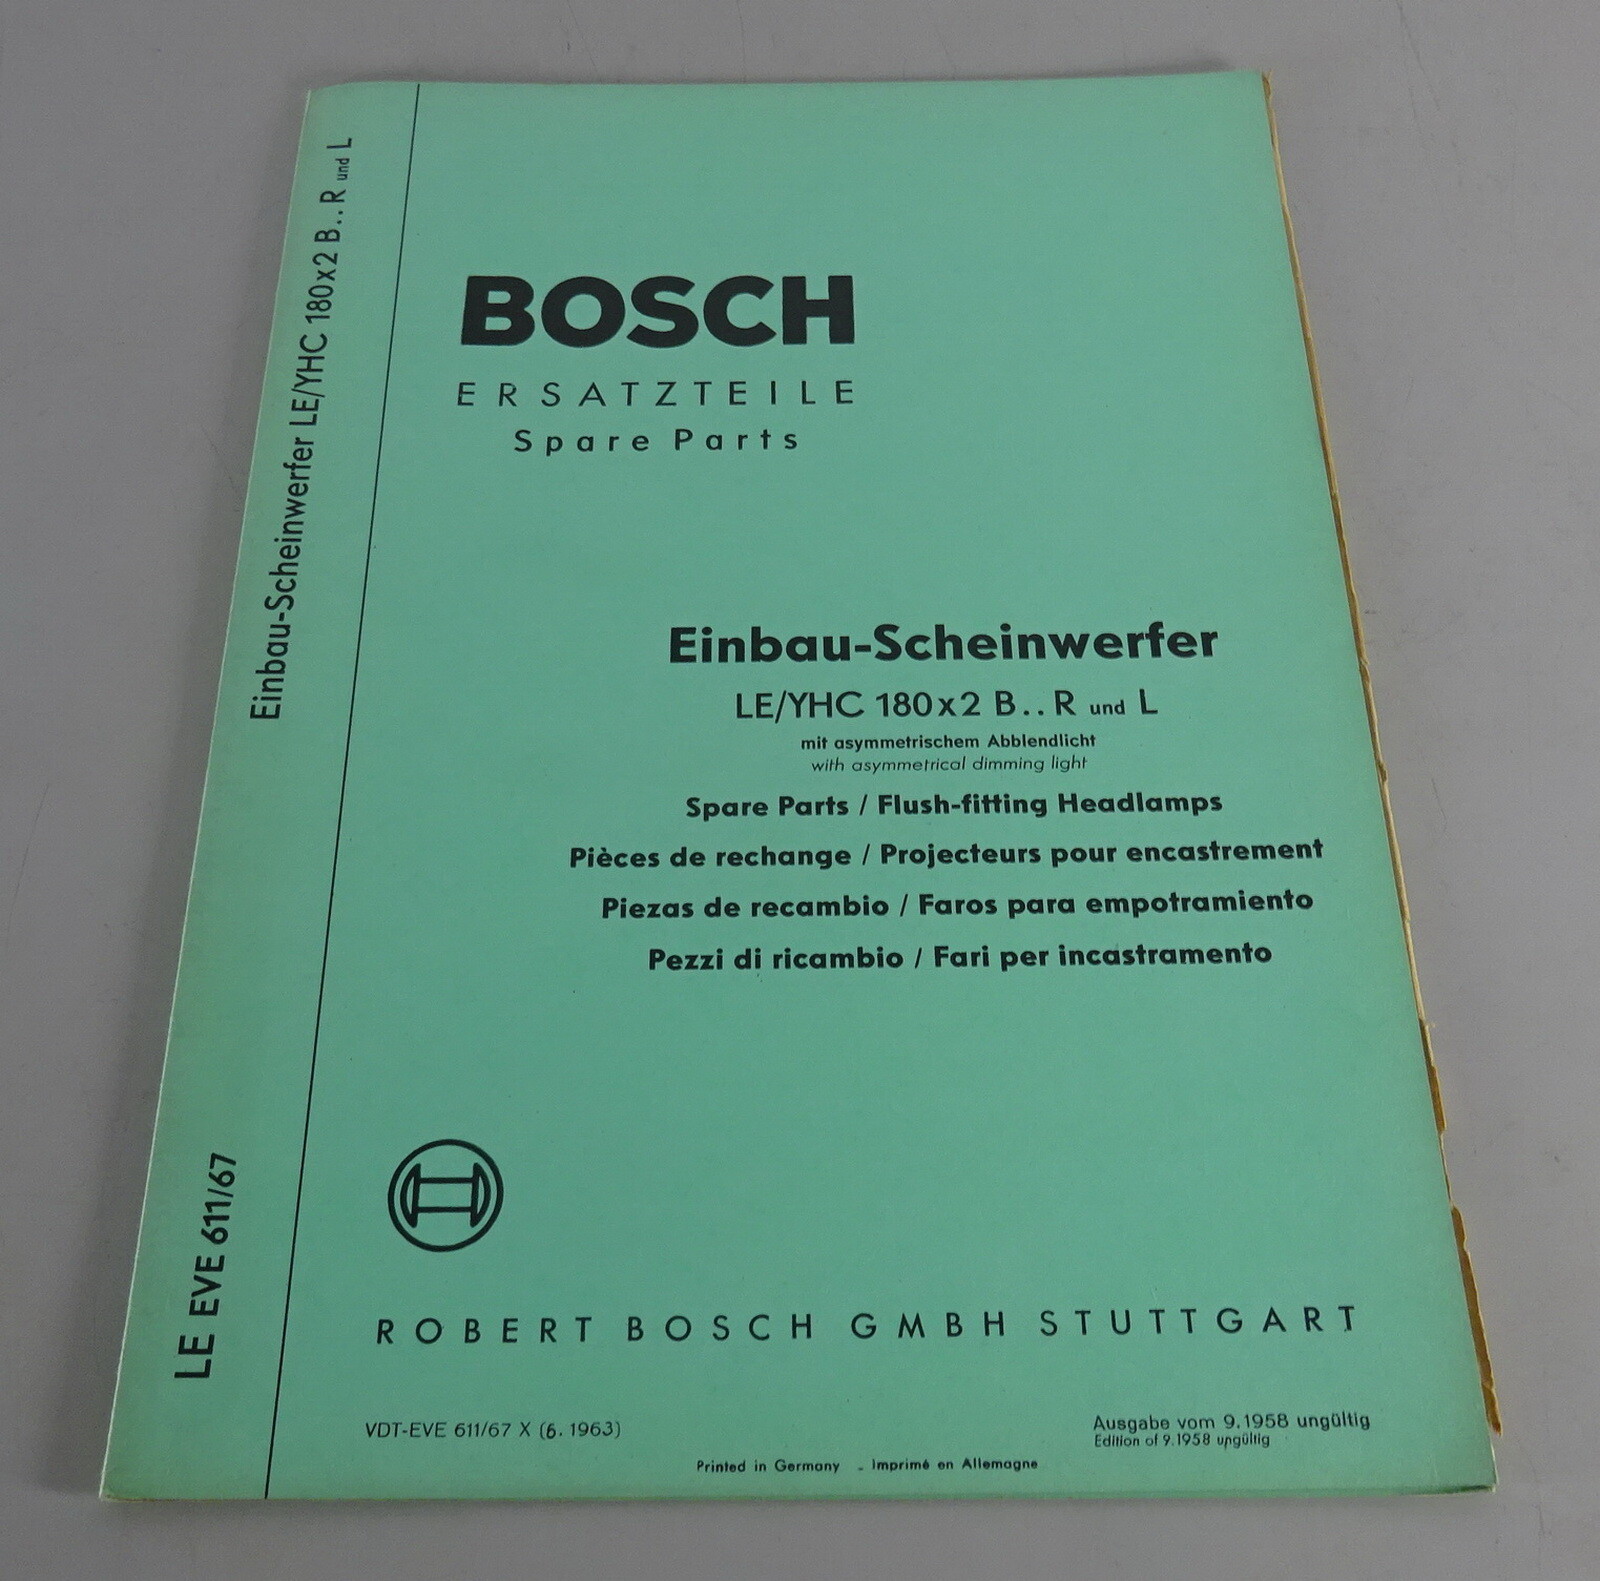 Einbau-Scheinwerfer LE/YHC 180x2 B..R und L
LE EVE 611/67
BOSCH
ERSATZTEILE
Spare Parts
Einbau-Scheinwerfer
LE/YHC 180x2 B..R und L
mit asymmetrischem Abblendlicht
with asymmetrical dimming light
Spare Parts / Flush-fitting Headlamps
Pièces de rechange / Projecteurs pour encastrement
Piezas de recambio / Faros para empotramiento
Pezzi di ricambio / Fari per incastramento
ROBERT BOSCH GMBH STUTTGART
VDT-EVE 611/67 X (6. 1963)
Ausgabe vom 9.1958 ungültig
Edition of 9.1958 ungültig
Printed in Germany - Imprimé en Allemagne